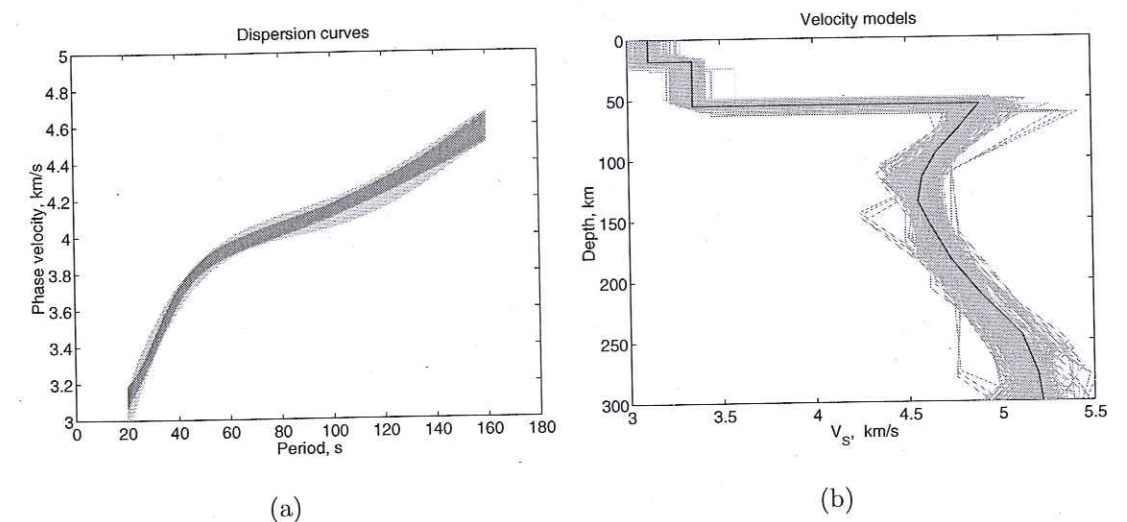 Dispersion curves
5
4.8
4.6
4.4
4.2
4
3.8
3.6
3.4
3.2
3
Phase velocity, km/s
0 20 40 60 80 100 120 140 160 180
Period, s
(a)
Velocity models
0
50
100
150
200
250
300
Depth, km
3 3.5 4 4.5 5 5.5
V_S, km/s
(b)